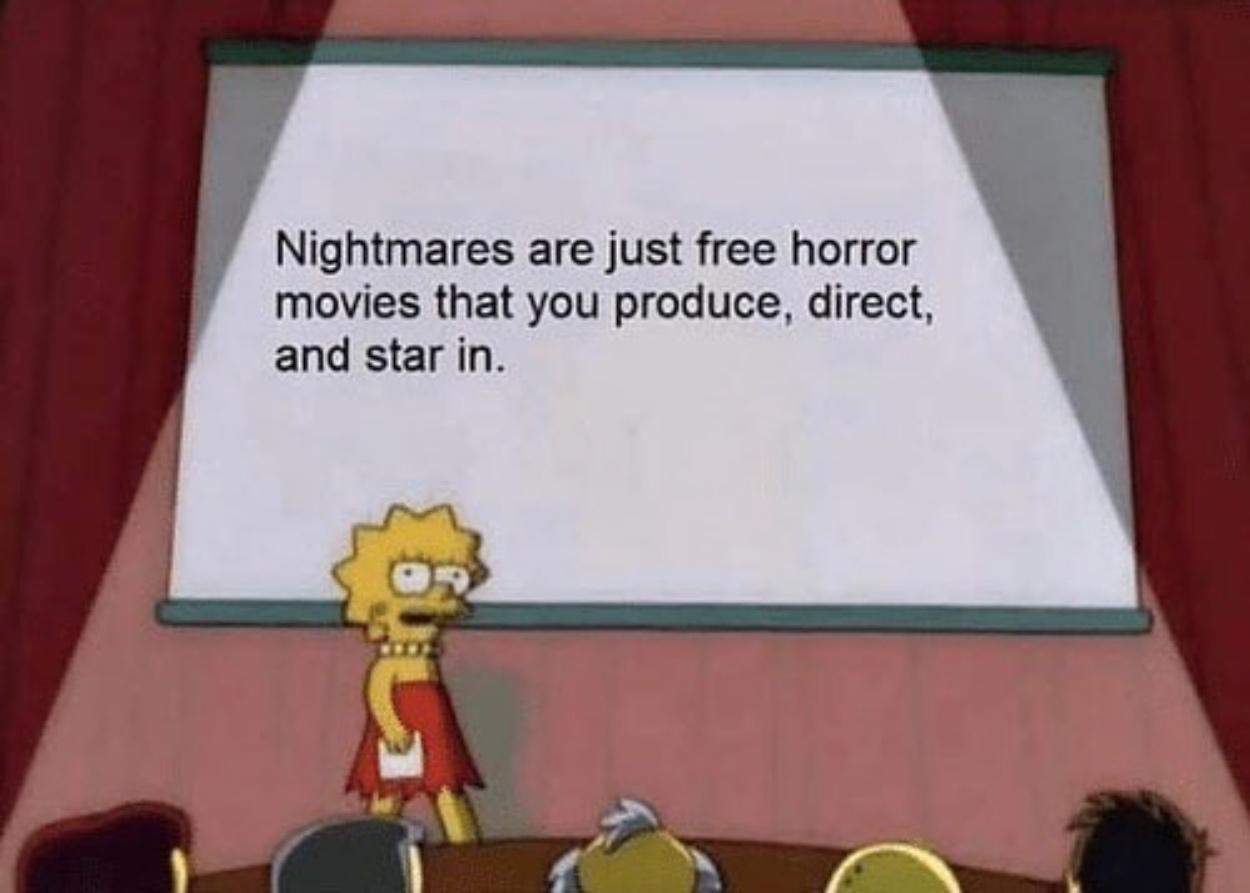 Nightmares are just free horror
movies that you produce, direct,
and star in.